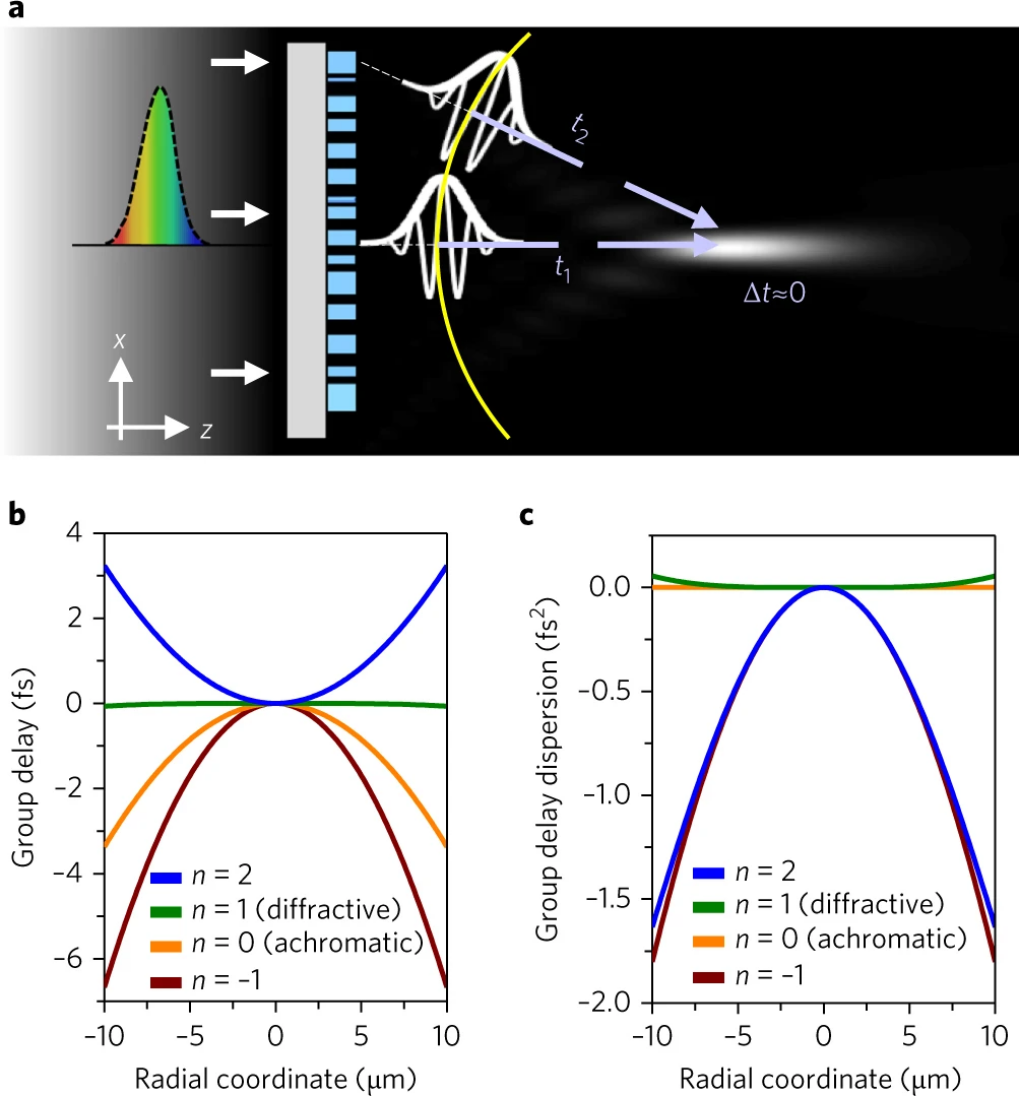 a
t2
t1
Δt≈0
x
z
b
4
2
0
–2
–4
–6
Group delay (fs)
n = 2
n = 1 (diffractive)
n = 0 (achromatic)
n = –1
–10
–5
0
5
10
Radial coordinate (μm)
c
0.0
–0.5
–1.0
–1.5
–2.0
Group delay dispersion (fs²)
n = 2
n = 1 (diffractive)
n = 0 (achromatic)
n = –1
–10
–5
0
5
10
Radial coordinate (μm)